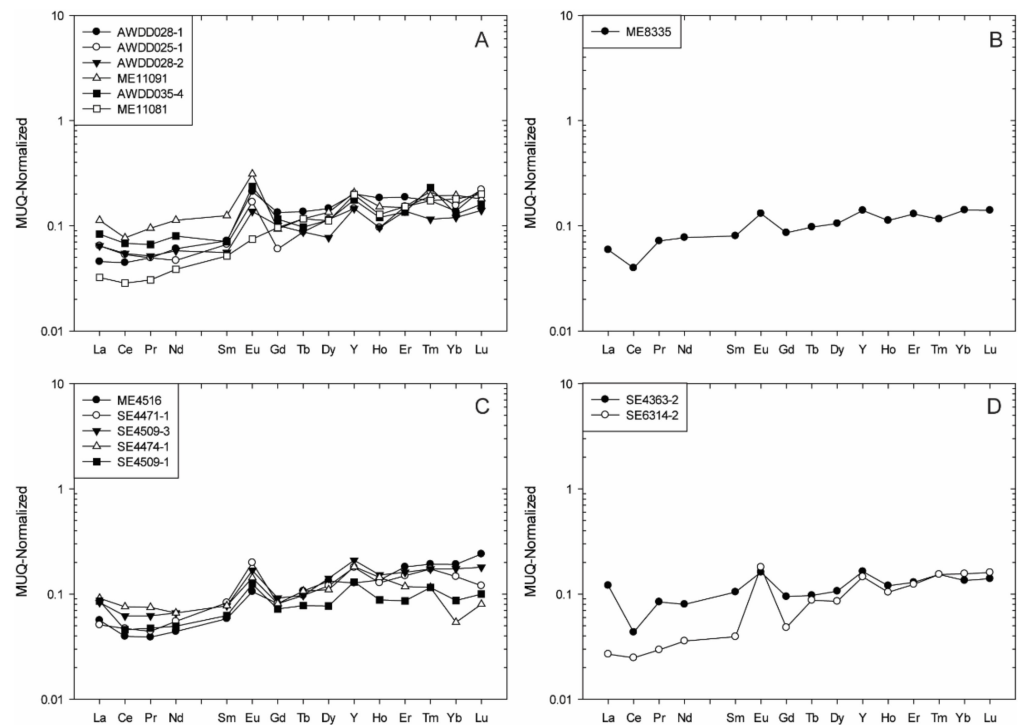 10
AWDD028-1
AWDD025-1
AWDD028-2
ME11091
AWDD035-4
ME11081
A
1
MUQ-Normalized
0.1
0.01
La Ce Pr Nd Sm Eu Gd Tb Dy Y Ho Er Tm Yb Lu
10
ME8335
B
1
MUQ-Normalized
0.1
0.01
La Ce Pr Nd Sm Eu Gd Tb Dy Y Ho Er Tm Yb Lu
10
ME4516
SE4471-1
SE4509-3
SE4474-1
SE4509-1
C
1
MUQ-Normalized
0.1
0.01
La Ce Pr Nd Sm Eu Gd Tb Dy Y Ho Er Tm Yb Lu
10
SE4363-2
SE6314-2
D
1
MUQ-Normalized
0.1
0.01
La Ce Pr Nd Sm Eu Gd Tb Dy Y Ho Er Tm Yb Lu